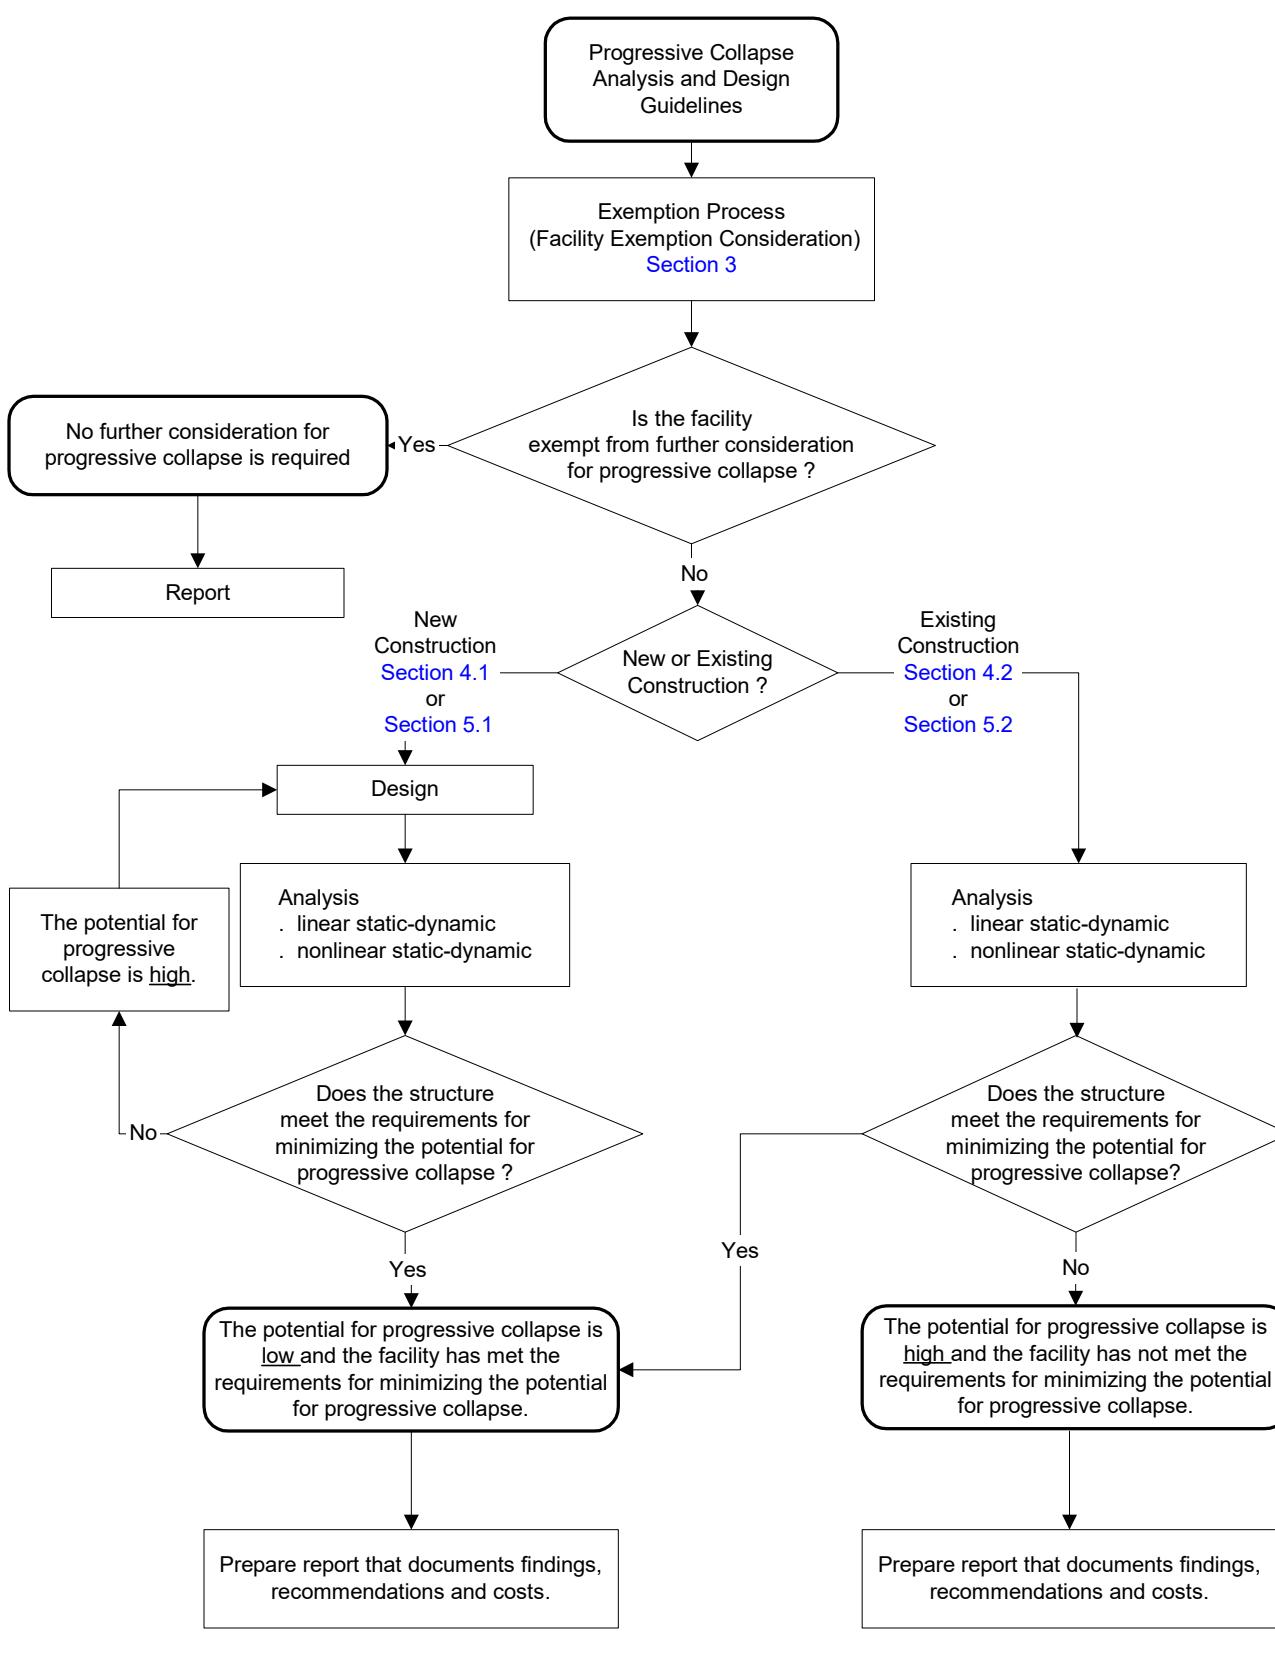 Progressive Collapse
Analysis and Design
Guidelines
Exemption Process
(Facility Exemption Consideration)
Section 3
Is the facility
exempt from further consideration
for progressive collapse ?
Yes
No further consideration for
progressive collapse is required
Report
No
New or Existing
Construction ?
New
Construction
Section 4.1
or
Section 5.1
Existing
Construction
Section 4.2
or
Section 5.2
Design
Analysis
. linear static-dynamic
. nonlinear static-dynamic
The potential for
progressive
collapse is high.
Analysis
. linear static-dynamic
. nonlinear static-dynamic
Does the structure
meet the requirements for
minimizing the potential for
progressive collapse ?
No
Does the structure
meet the requirements for
minimizing the potential for
progressive collapse?
Yes
Yes
No
The potential for progressive collapse is
low and the facility has met the
requirements for minimizing the potential
for progressive collapse.
The potential for progressive collapse is
high and the facility has not met the
requirements for minimizing the potential
for progressive collapse.
Prepare report that documents findings,
recommendations and costs.
Prepare report that documents findings,
recommendations and costs.